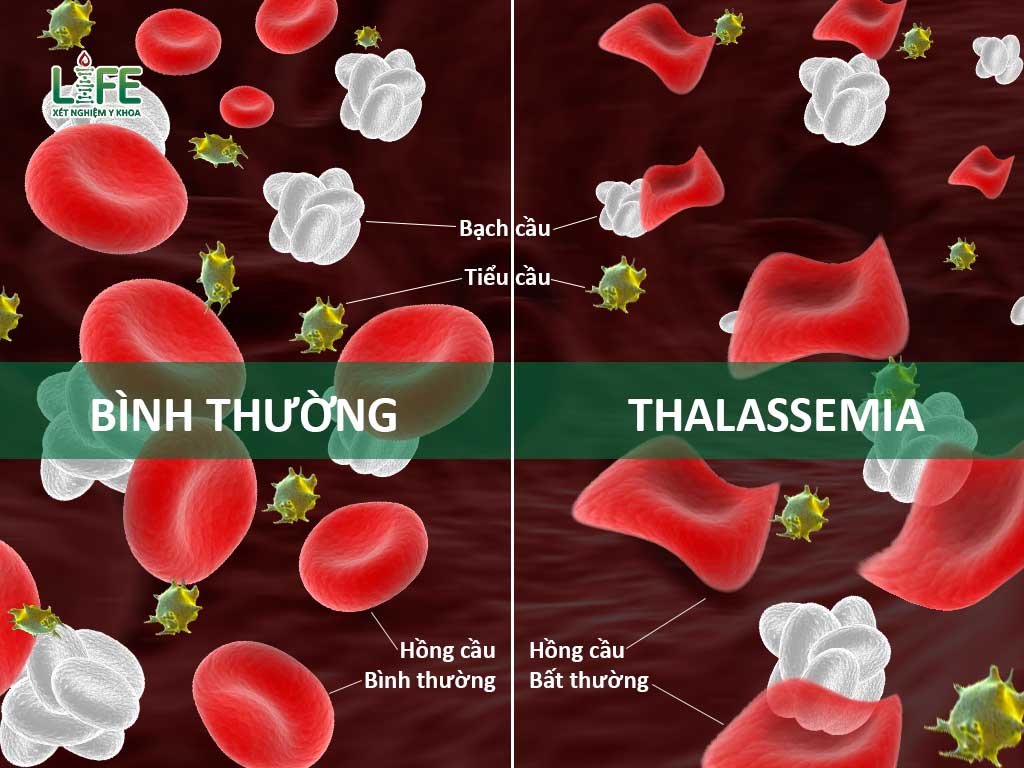 LIFE
XÉT NGHIỆM Y KHOA
Bạch cầu
Tiểu cầu
BÌNH THƯỜNG
THALASSEMIA
Hồng cầu
Bình thường
Hồng cầu
Bất thường